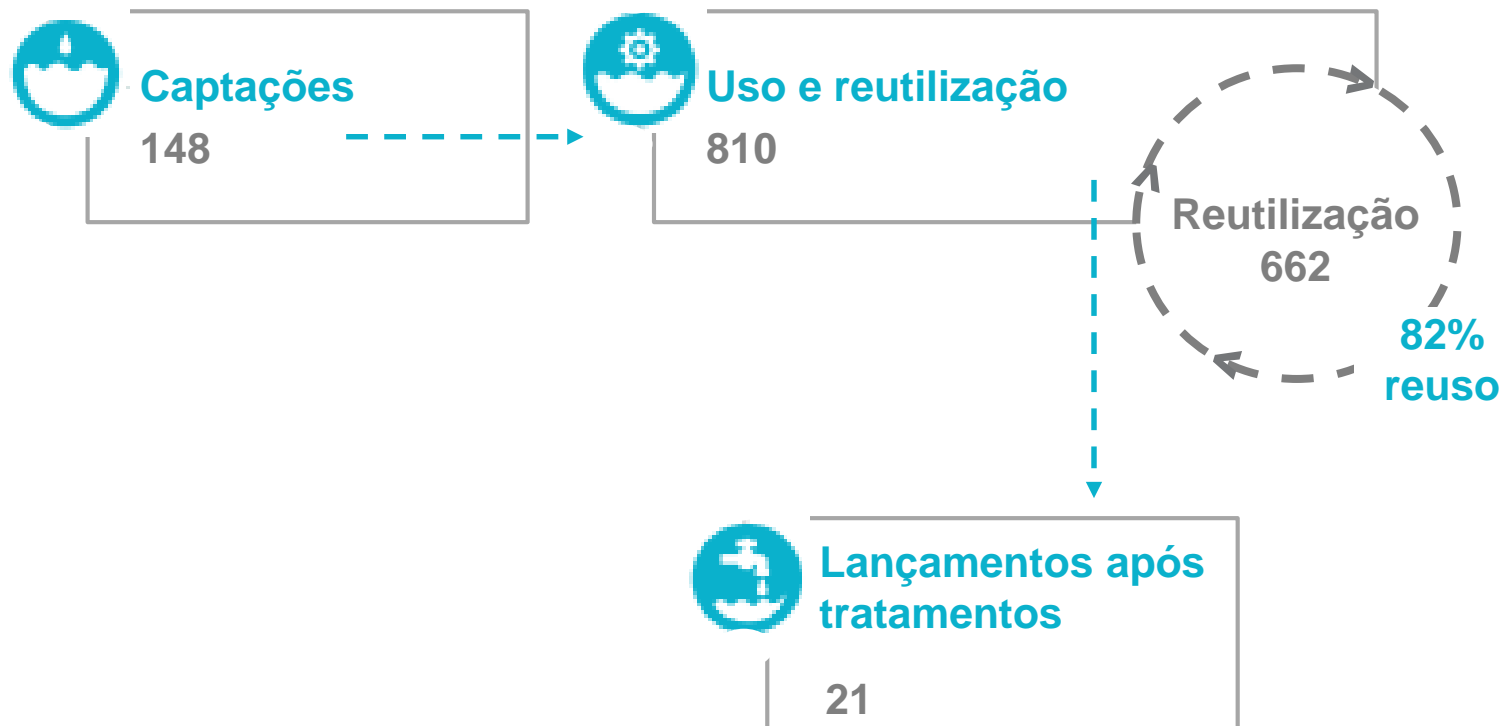 Captações
148
Uso e reutilização
810
Reutilização
662
82%
reuso
Lançamentos após
tratamentos
21